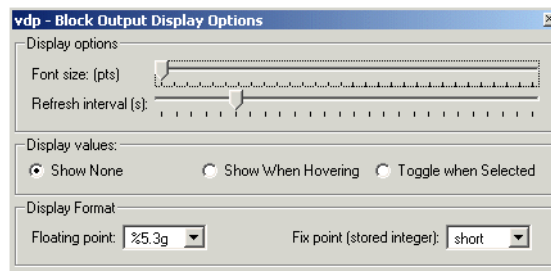 vdp - Block Output Display Options
Display options
Font size: (pts)
Refresh interval (s):
Display values:
Show None Show When Hovering Toggle when Selected
Display Format
Floating point: %5.3g Fix point (stored integer): short